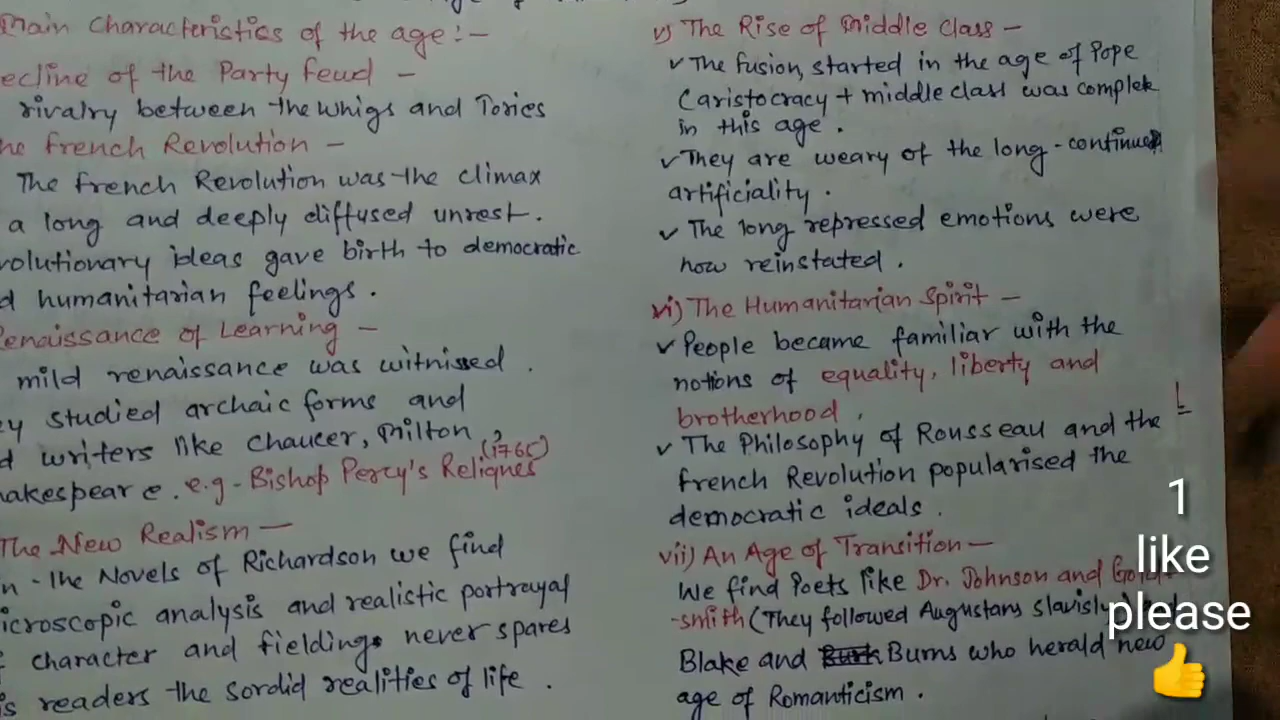 Main Characteristics of the age:-
ecline of the Party feud -
rivalry between the whigs and Tories
he French Revolution -
The french Revolution was the climax
a long and deeply diffused unrest.
volutionary ideas gave birth to democratic
d humanitarian feelings.
enaissance of Learning -
mild renaissance was witnissed.
ey studied archaic forms and
d writers like Chaucer, Milton,
hakespeare. e.g - Bishop Percy's Reliques (1765)
The New Realism -
n the Novels of Richardson we find
icroscopic analysis and realistic portrayal
f character and fielding never spares
is readers the sordid realities of life.
v) The Rise of Middle Class -
✓ The fusion, started in the age of Pope
(aristocracy + middle class was complete
in this age.
✓ They are weary of the long-continued
artificiality.
✓ The long repressed emotions were
now reinstated.
vi) The Humanitarian Spirit -
✓ People became familiar with the
notions of equality, liberty and
brotherhood.
✓ The Philosophy of Rousseau and the
french Revolution popularised the
democratic ideals.
vii) An Age of Transition -
We find Poets like Dr. Johnson and Gold
-smith (They followed Augustans slavishly)
Blake and Burns who herald new
age of Romanticism.
1
like
please
👍